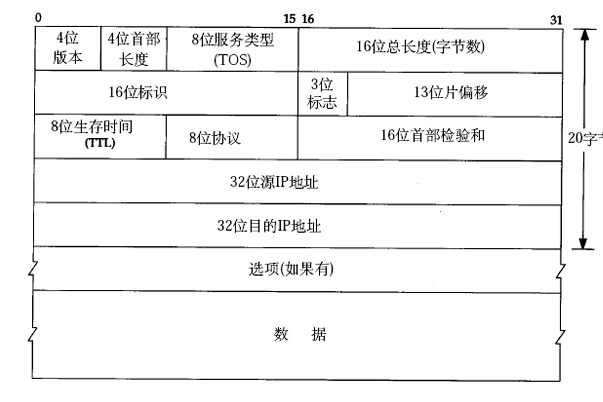 0 15 16 31
4位
版本
4位首部
长度
8位服务类型
(TOS)
16位总长度(字节数)
16位标识
3位
标志
13位片偏移
8位生存时间
(TTL)
8位协议
16位首部检验和
20字
32位源IP地址
32位目的IP地址
选项(如果有)
数 据